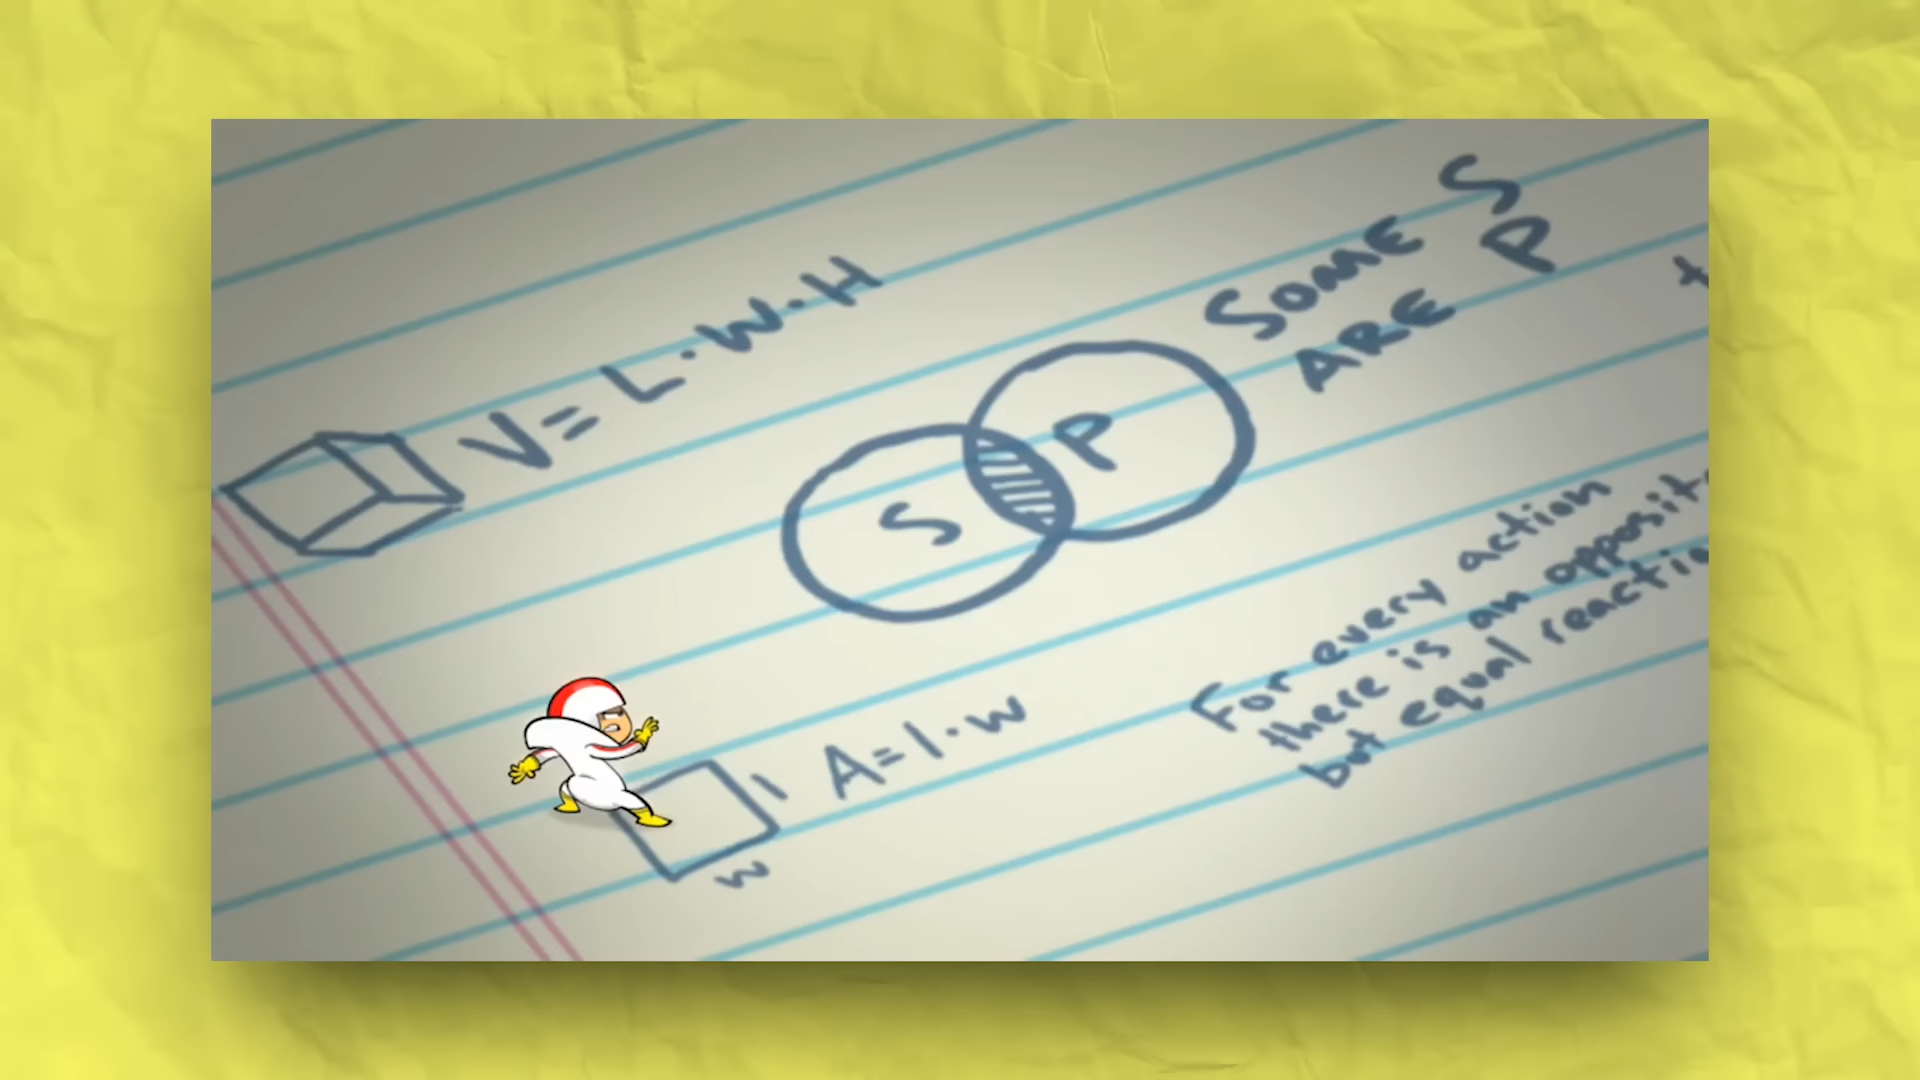 V= L·W·H
SOME S
ARE P
S
P
For every action
there is an opposit
but equal reactio
l
A=l·w
w